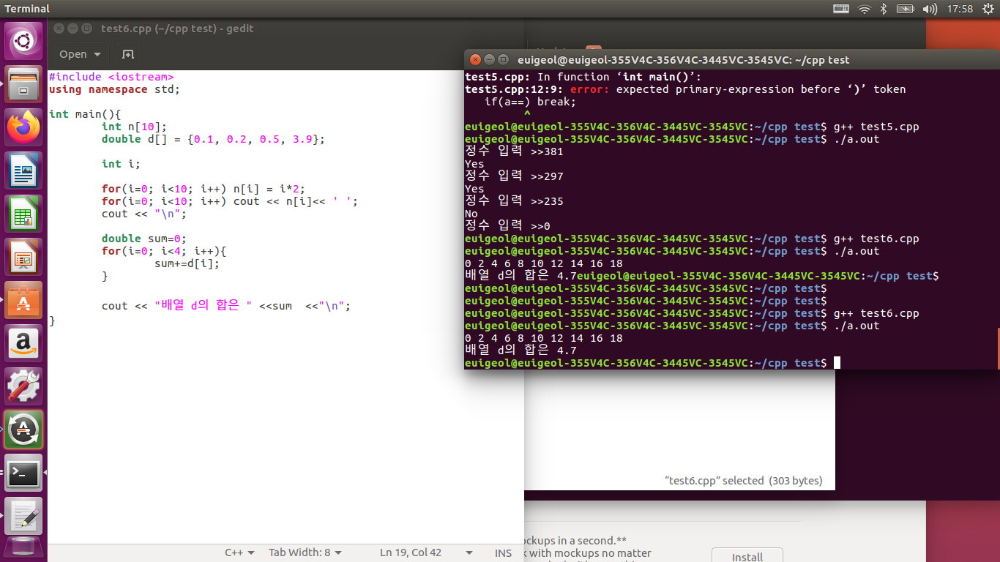 Terminal
17:58
test6.cpp (~/cpp test) - gedit
Open
#include <iostream>
using namespace std;
int main(){
int n[10];
double d[] = {0.1, 0.2, 0.5, 3.9};
int i;
for(i=0; i<10; i++) n[i] = i*2;
for(i=0; i<10; i++) cout << n[i]<< ' ';
cout << "\n";
double sum=0;
for(i=0; i<4; i++){
sum+=d[i];
}
cout << "배열 d의 합은 " <<sum  <<"\n";
}
C++
Tab Width: 8
Ln 19, Col 42
INS
euigeol@euigeol-355V4C-356V4C-3445VC-3545VC: ~/cpp test
test5.cpp: In function ‘int main()’:
test5.cpp:12:9: error: expected primary-expression before ‘)’ token
if(a==) break;
^
euigeol@euigeol-355V4C-356V4C-3445VC-3545VC:~/cpp test$ g++ test5.cpp
euigeol@euigeol-355V4C-356V4C-3445VC-3545VC:~/cpp test$ ./a.out
정수 입력 >>381
Yes
정수 입력 >>297
Yes
정수 입력 >>235
No
정수 입력 >>0
euigeol@euigeol-355V4C-356V4C-3445VC-3545VC:~/cpp test$ g++ test6.cpp
euigeol@euigeol-355V4C-356V4C-3445VC-3545VC:~/cpp test$ ./a.out
0 2 4 6 8 10 12 14 16 18
배열 d의 합은 4.7euigeol@euigeol-355V4C-356V4C-3445VC-3545VC:~/cpp test$
euigeol@euigeol-355V4C-356V4C-3445VC-3545VC:~/cpp test$
euigeol@euigeol-355V4C-356V4C-3445VC-3545VC:~/cpp test$
euigeol@euigeol-355V4C-356V4C-3445VC-3545VC:~/cpp test$ g++ test6.cpp
euigeol@euigeol-355V4C-356V4C-3445VC-3545VC:~/cpp test$ ./a.out
0 2 4 6 8 10 12 14 16 18
배열 d의 합은 4.7
euigeol@euigeol-355V4C-356V4C-3445VC-3545VC:~/cpp test$
“test6.cpp” selected (303 bytes)
ockups in a second.**
k with mockups no matter
Install